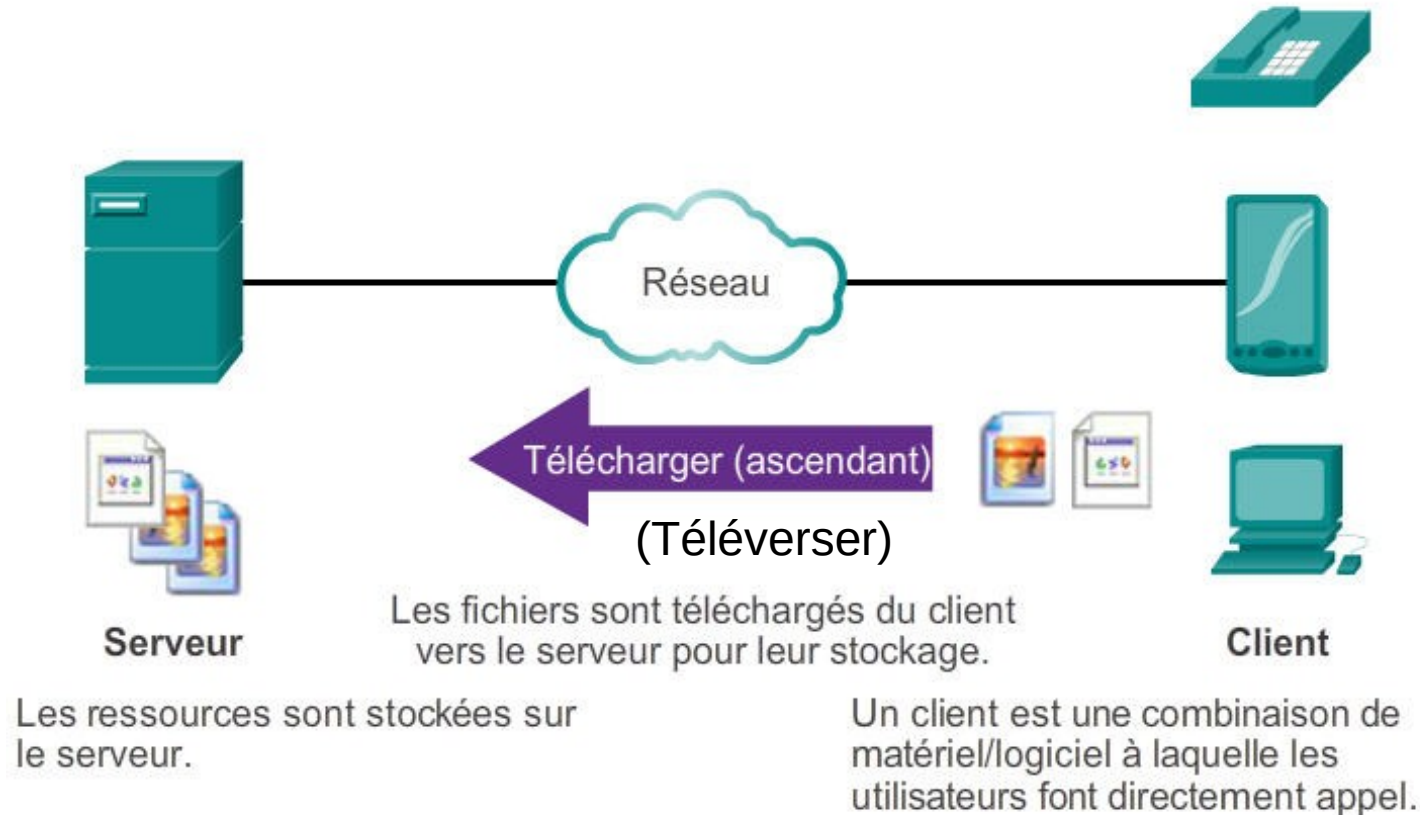 Réseau
Télécharger (ascendant)
(Téléverser)
Les fichiers sont téléchargés du client
vers le serveur pour leur stockage.
Serveur
Client
Les ressources sont stockées sur
le serveur.
Un client est une combinaison de
matériel/logiciel à laquelle les
utilisateurs font directement appel.